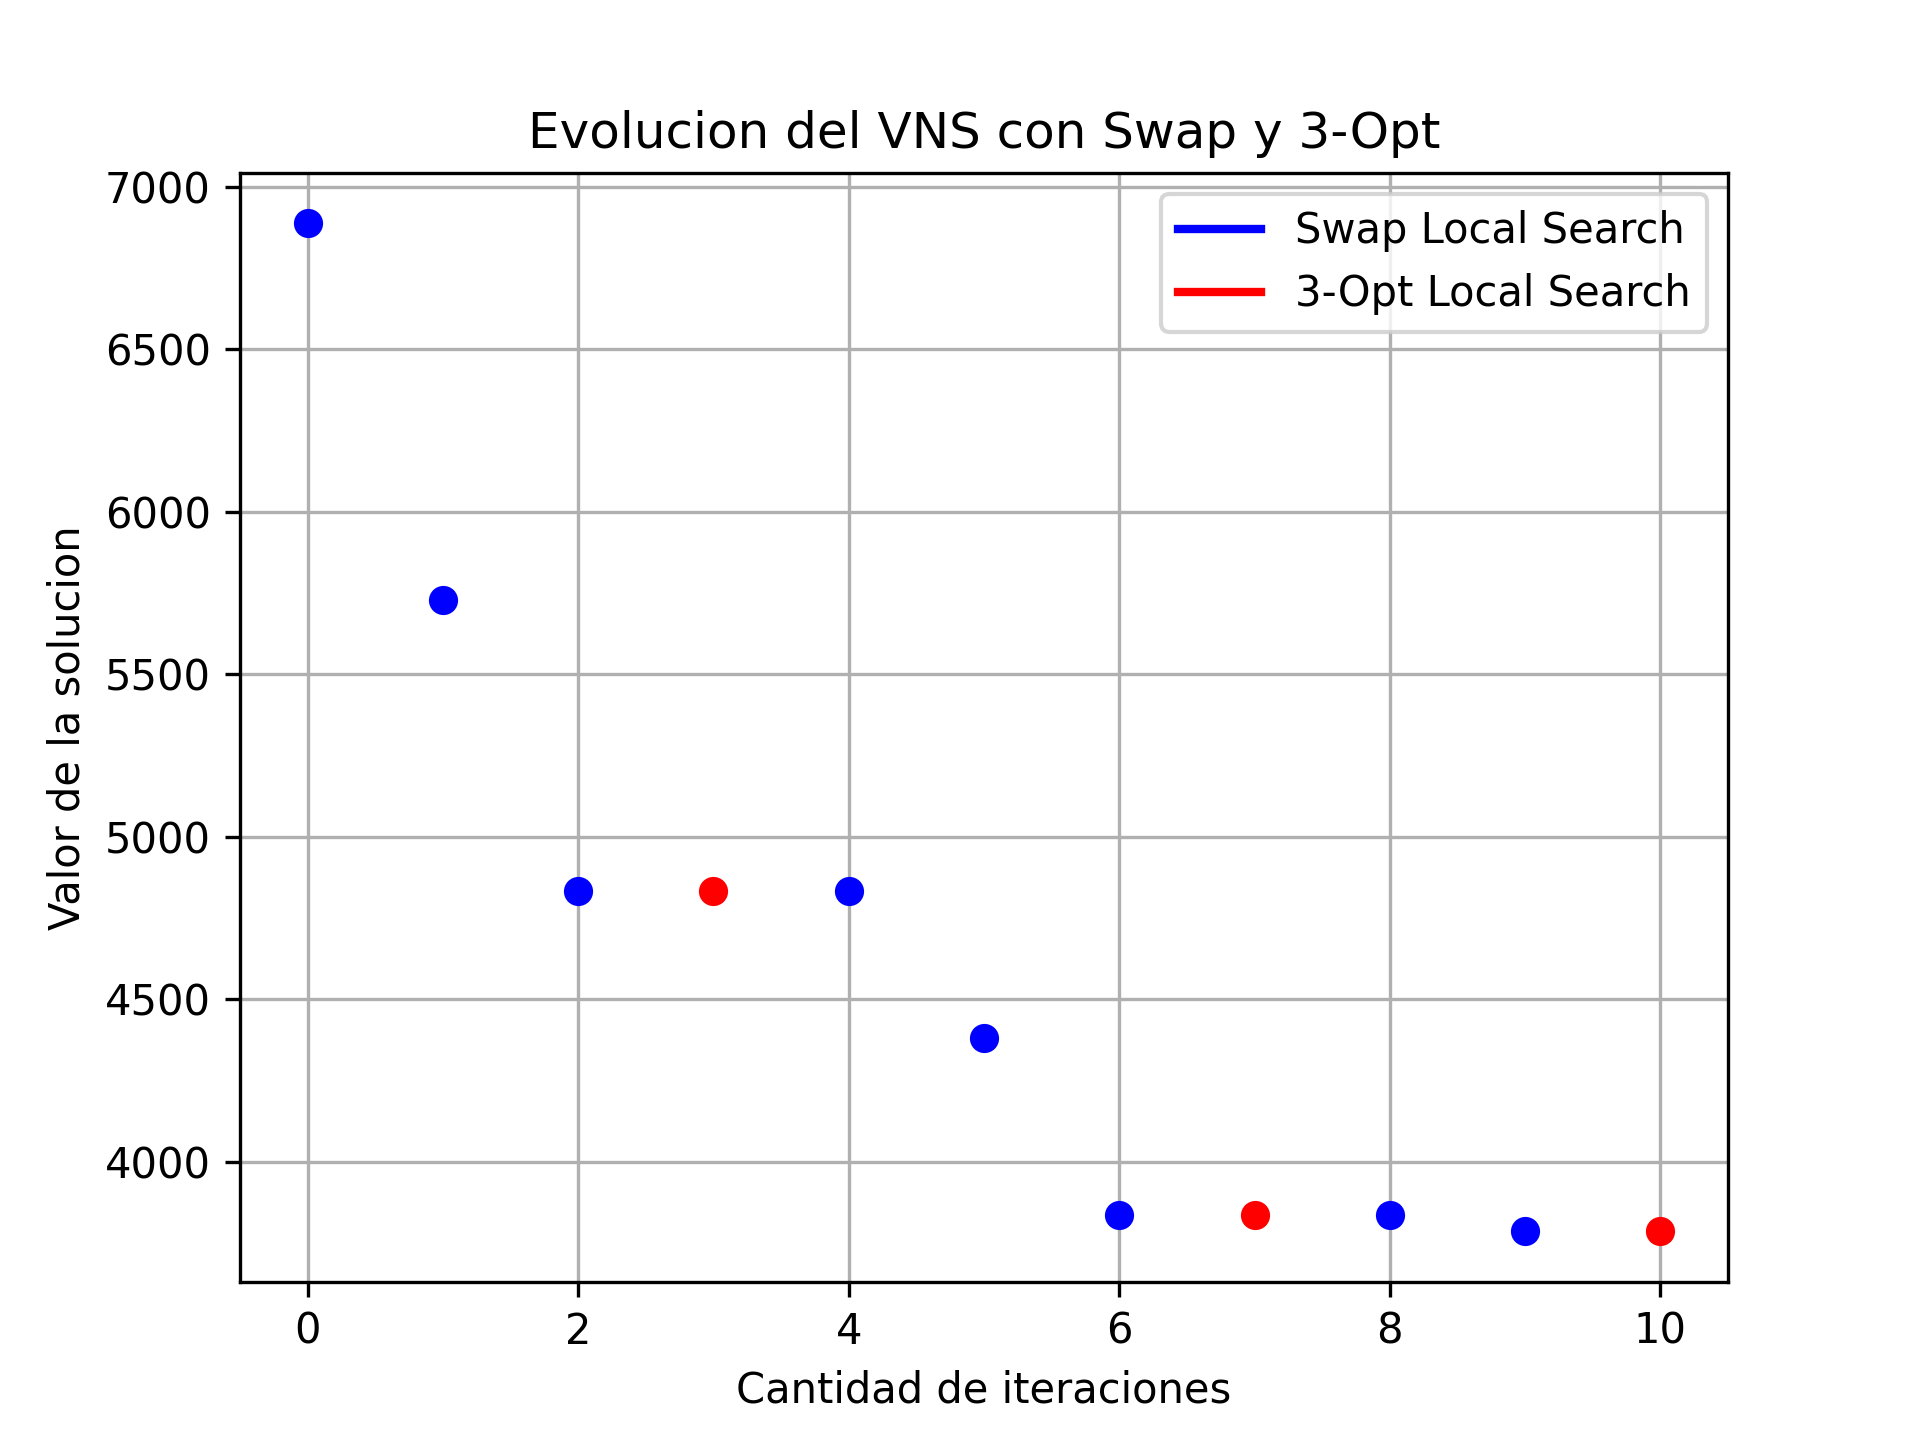 Evolucion del VNS con Swap y 3-Opt
Swap Local Search
3-Opt Local Search
Valor de la solucion
7000
6500
6000
5500
5000
4500
4000
0 2 4 6 8 10
Cantidad de iteraciones